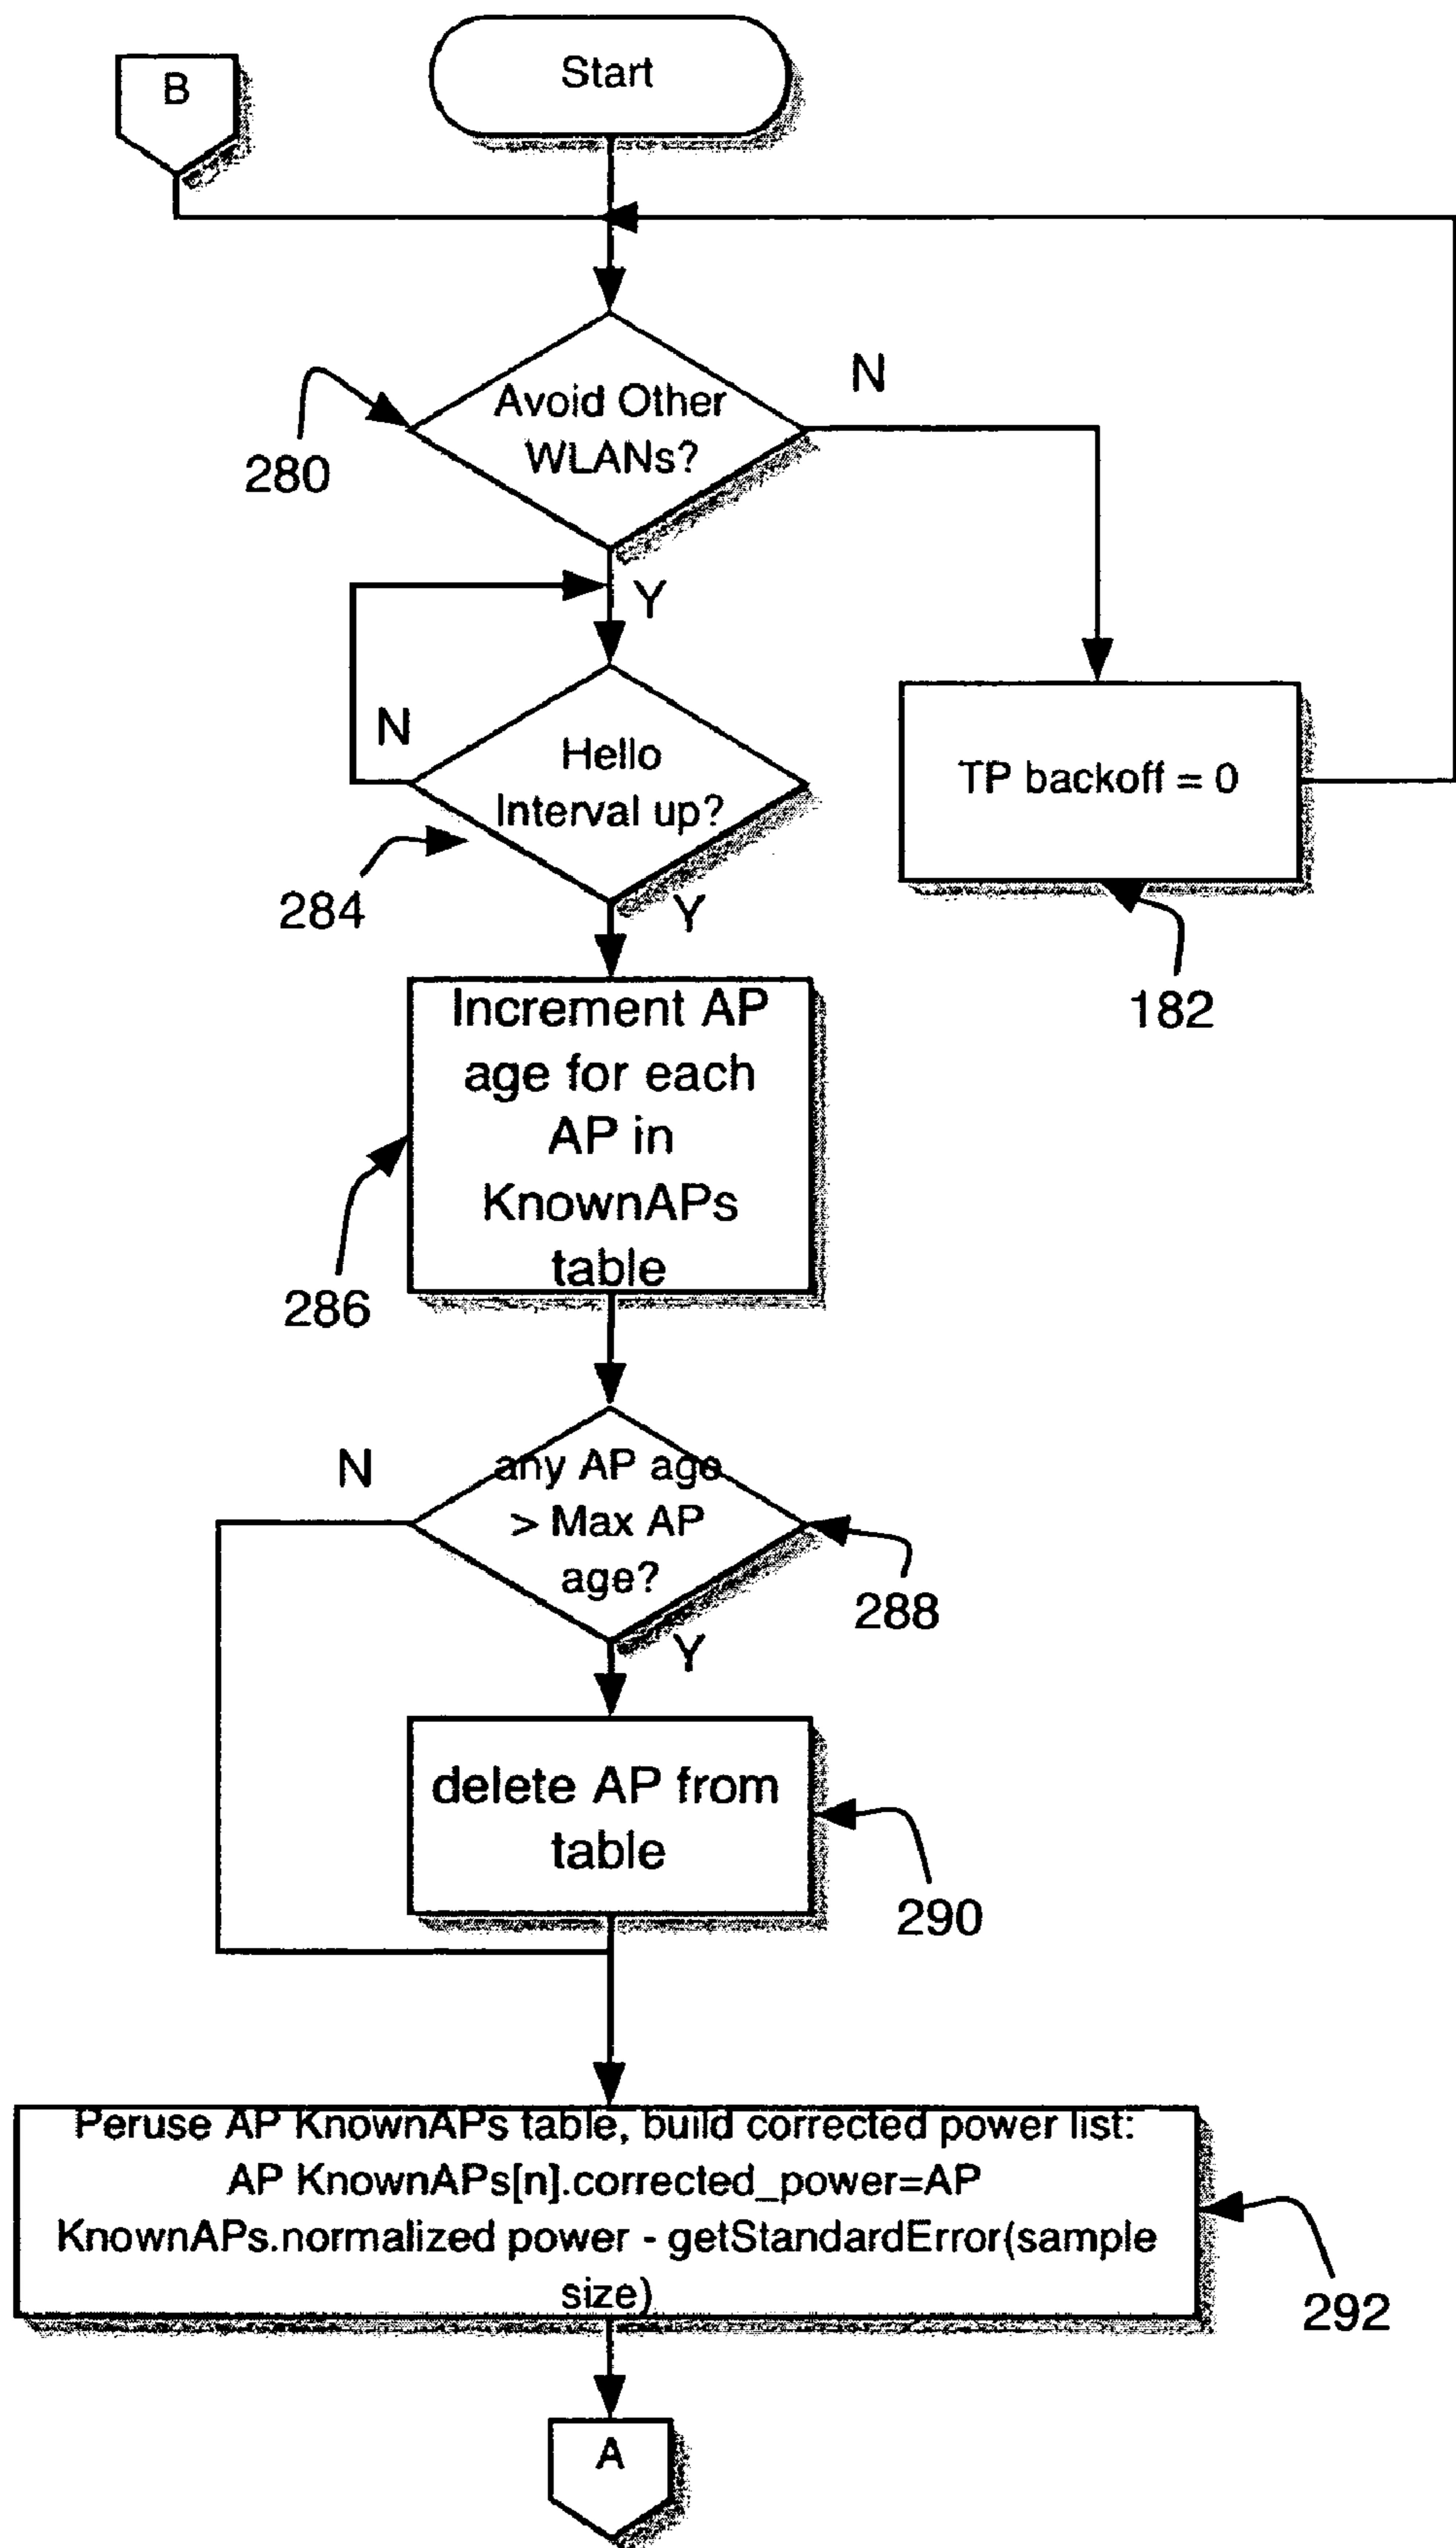 B
Start
Avoid Other
WLANs?
N
280
Y
N
Hello
Interval up?
TP backoff = 0
284
Y
182
Increment AP
age for each
AP in
KnownAPs
table
286
N
any AP age
> Max AP
age?
288
Y
delete AP from
table
290
Peruse AP KnownAPs table, build corrected power list:
AP KnownAPs[n].corrected_power=AP
KnownAPs.normalized power - getStandardError(sample
size)
292
A